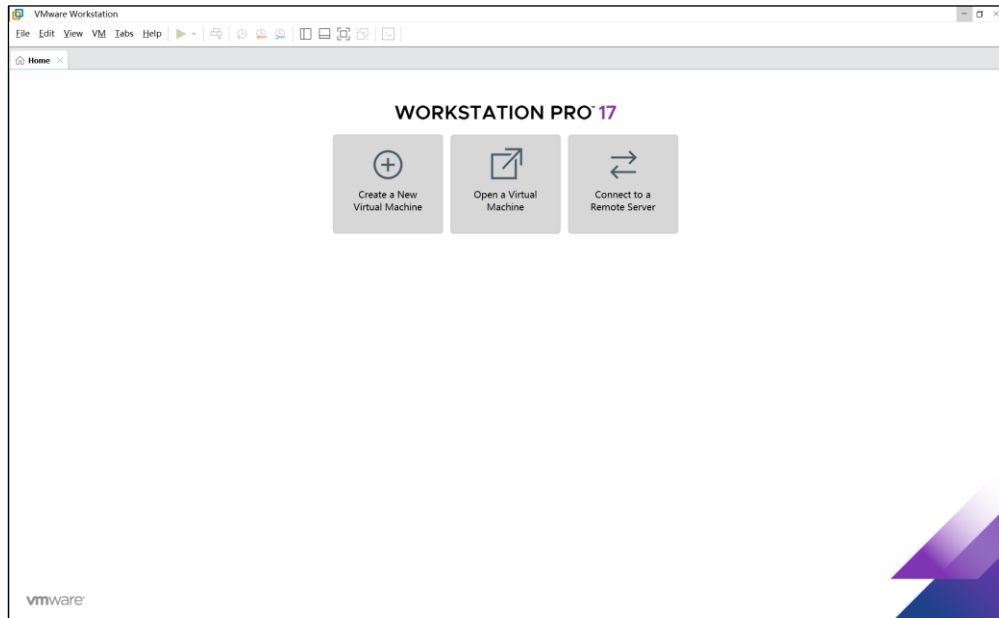 VMware Workstation
File Edit View VM Tabs Help
Home
WORKSTATION PRO™ 17
Create a New
Virtual Machine
Open a Virtual
Machine
Connect to a
Remote Server
vmware®